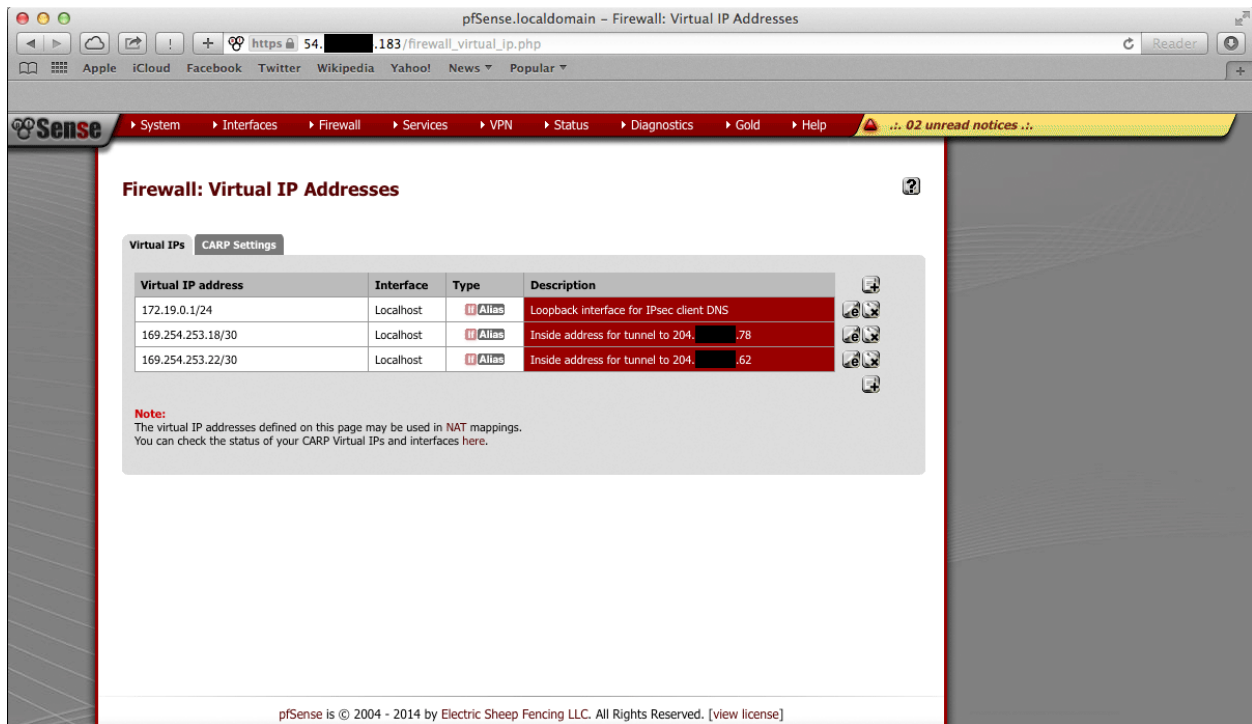 pfSense.localdomain – Firewall: Virtual IP Addresses
https 54. .183/firewall_virtual_ip.php Reader
Apple iCloud Facebook Twitter Wikipedia Yahoo! News Popular
Sense System Interfaces Firewall Services VPN Status Diagnostics Gold Help .:. 02 unread notices .:.
Firewall: Virtual IP Addresses ?
Virtual IPs CARP Settings
Virtual IP address Interface Type Description
172.19.0.1/24 Localhost If Alias Loopback interface for IPsec client DNS
169.254.253.18/30 Localhost If Alias Inside address for tunnel to 204. .78
169.254.253.22/30 Localhost If Alias Inside address for tunnel to 204. .62
Note:
The virtual IP addresses defined on this page may be used in NAT mappings.
You can check the status of your CARP Virtual IPs and interfaces here.
pfSense is © 2004 - 2014 by Electric Sheep Fencing LLC. All Rights Reserved. [view license]